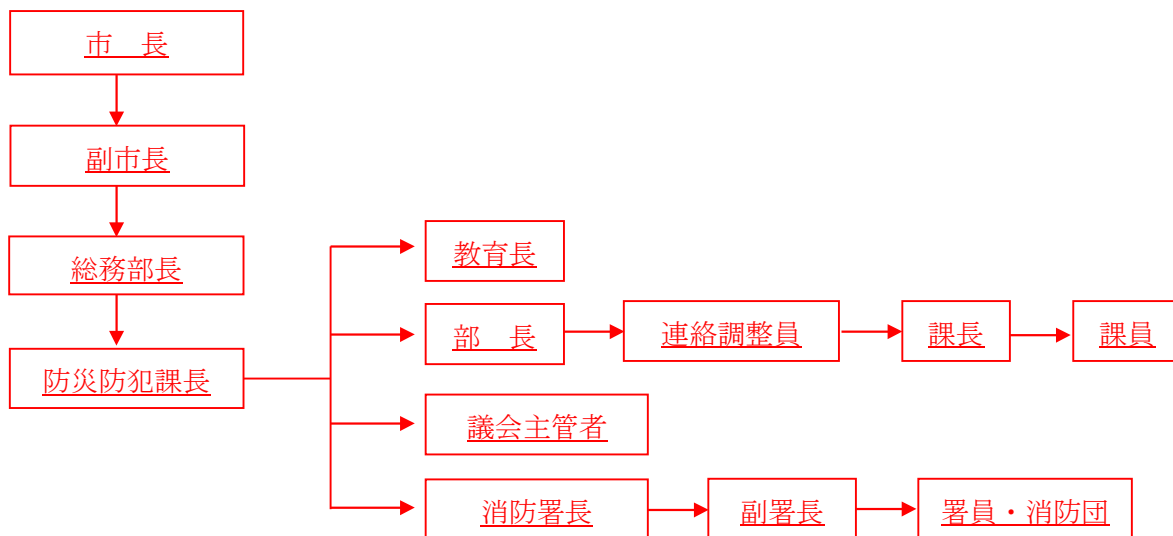 市　長
副市長
総務部長
防災防犯課長
教育長
部　長
連絡調整員
課長
課員
議会主管者
消防署長
副署長
署員・消防団